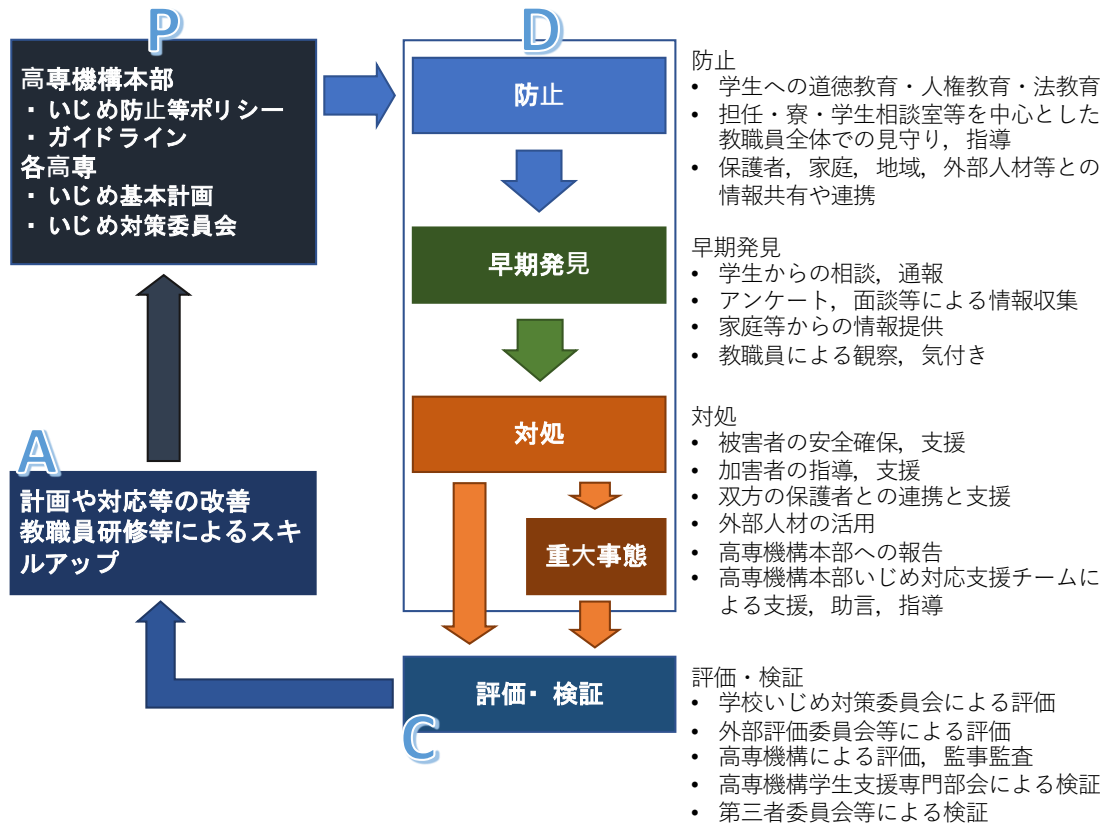 P
高専機構本部
・いじめ防止等ポリシー
・ガイドライン
各高専
・いじめ基本計画
・いじめ対策委員会
D
防止
早期発見
対処
重大事態
評価・ 検証
C
A
計画や対応等の改善
教職員研修等によるスキ
ルアップ
防止
• 学生への道徳教育・人権教育・法教育
• 担任・寮・学生相談室等を中心とした
教職員全体での見守り，指導
• 保護者，家庭，地域，外部人材等との
情報共有や連携
早期発見
• 学生からの相談，通報
• アンケート，面談等による情報収集
• 家庭等からの情報提供
• 教職員による観察，気付き
対処
• 被害者の安全確保，支援
• 加害者の指導，支援
• 双方の保護者との連携と支援
• 外部人材の活用
• 高専機構本部への報告
• 高専機構本部いじめ対応支援チームに
よる支援，助言，指導
評価・検証
• 学校いじめ対策委員会による評価
• 外部評価委員会等による評価
• 高専機構による評価，監事監査
• 高専機構学生支援専門部会による検証
• 第三者委員会等による検証